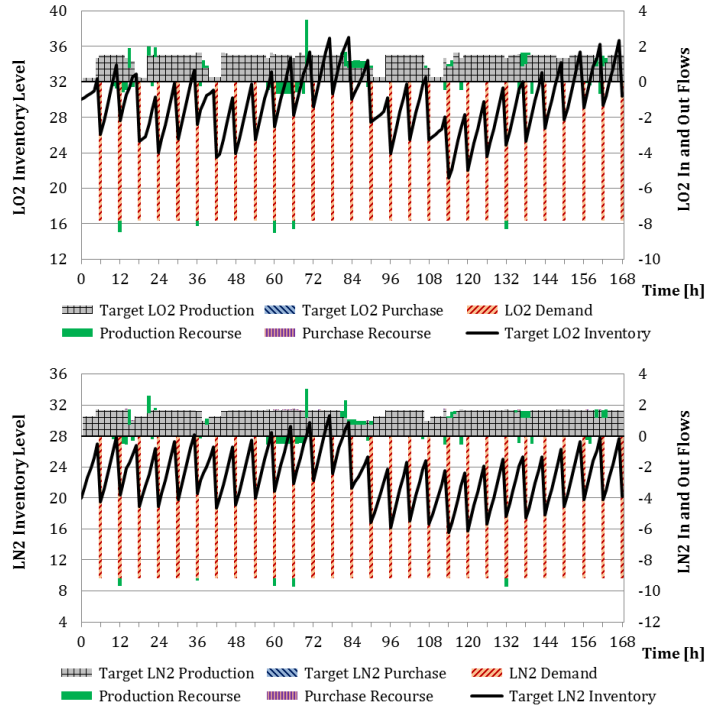 40
36
32
28
24
20
16
12
LO2 Inventory Level
4
2
0
-2
-4
-6
-8
-10
LO2 In and Out Flows
0 12 24 36 48 60 72 84 96 108 120 132 144 156 168
Time [h]
Target LO2 Production Target LO2 Purchase LO2 Demand
Production Recourse Purchase Recourse Target LO2 Inventory
36
32
28
24
20
16
12
8
4
LN2 Inventory Level
4
2
0
-2
-4
-6
-8
-10
-12
LN2 In and Out Flows
0 12 24 36 48 60 72 84 96 108 120 132 144 156 168
Time [h]
Target LN2 Production Target LN2 Purchase LN2 Demand
Production Recourse Purchase Recourse Target LN2 Inventory